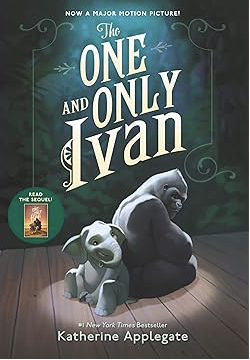 NOW A MAJOR MOTION PICTURE!
The
ONE
AND ONLY
Ivan
READ
THE SEQUEL!
#1 New York Times Bestseller
Katherine Applegate